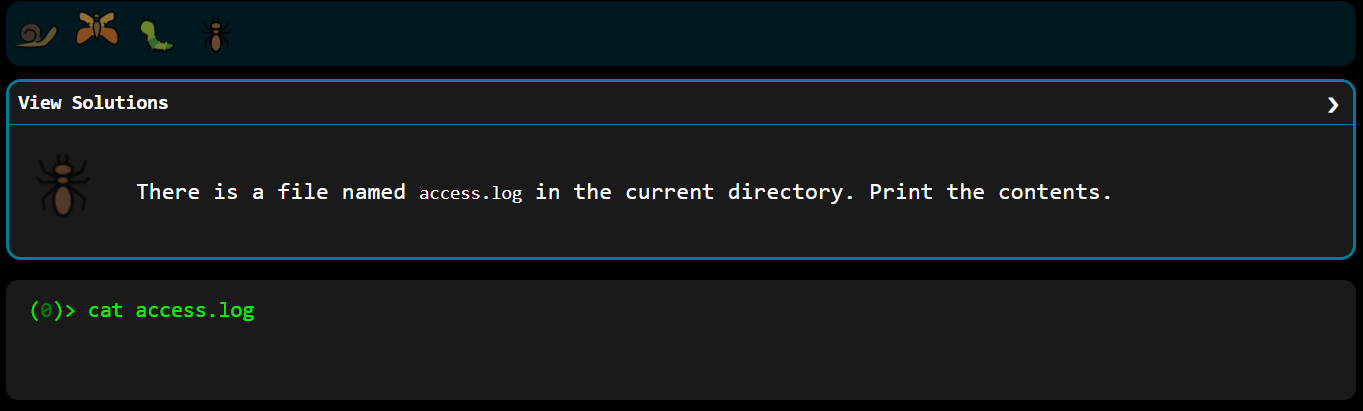 View Solutions
There is a file named access.log in the current directory. Print the contents.
(0)> cat access.log